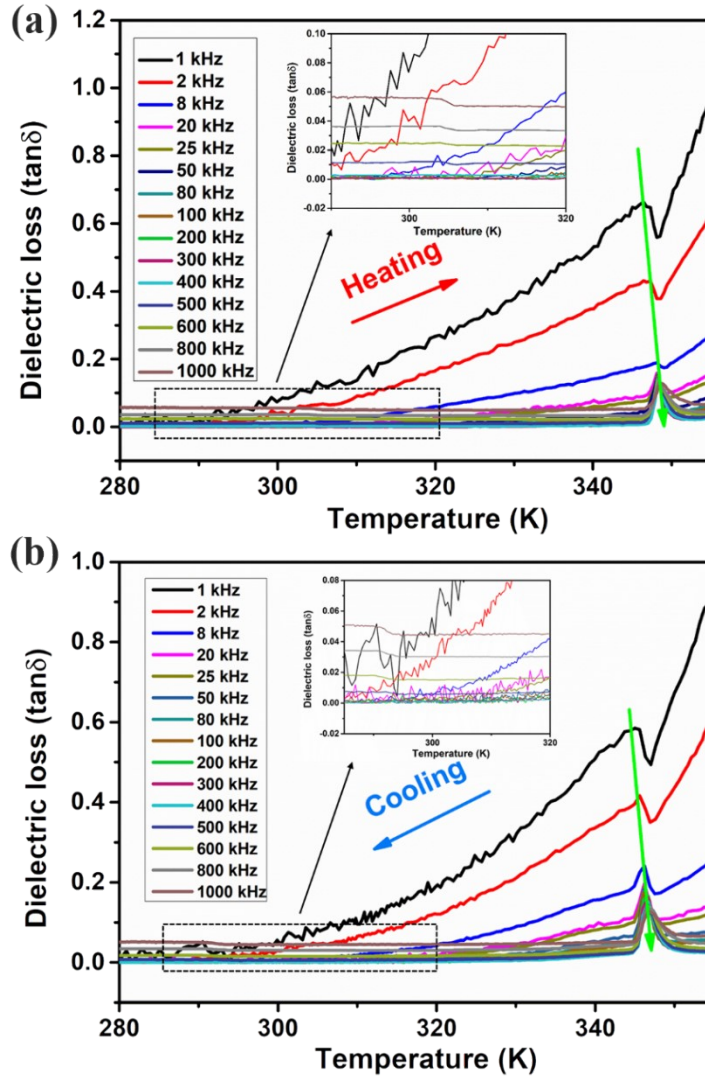 (a)
1.2
1.0
0.8
0.6
0.4
0.2
0.0
Dielectric loss (tanδ)
1 kHz
2 kHz
8 kHz
20 kHz
25 kHz
50 kHz
80 kHz
100 kHz
200 kHz
300 kHz
400 kHz
500 kHz
600 kHz
800 kHz
1000 kHz
0.10
0.08
0.06
0.04
0.02
0.00
-0.02
Dielectric loss (tanδ)
300 310 320
Temperature (K)
Heating
280 300 320 340
Temperature (K)
(b)
1.0
0.8
0.6
0.4
0.2
0.0
Dielectric loss (tanδ)
1 kHz
2 kHz
8 kHz
20 kHz
25 kHz
50 kHz
80 kHz
100 kHz
200 kHz
300 kHz
400 kHz
500 kHz
600 kHz
800 kHz
1000 kHz
0.08
0.06
0.04
0.02
0.00
-0.02
Dielectric loss (tanδ)
300 310 320
Temperature (K)
Cooling
280 300 320 340
Temperature (K)